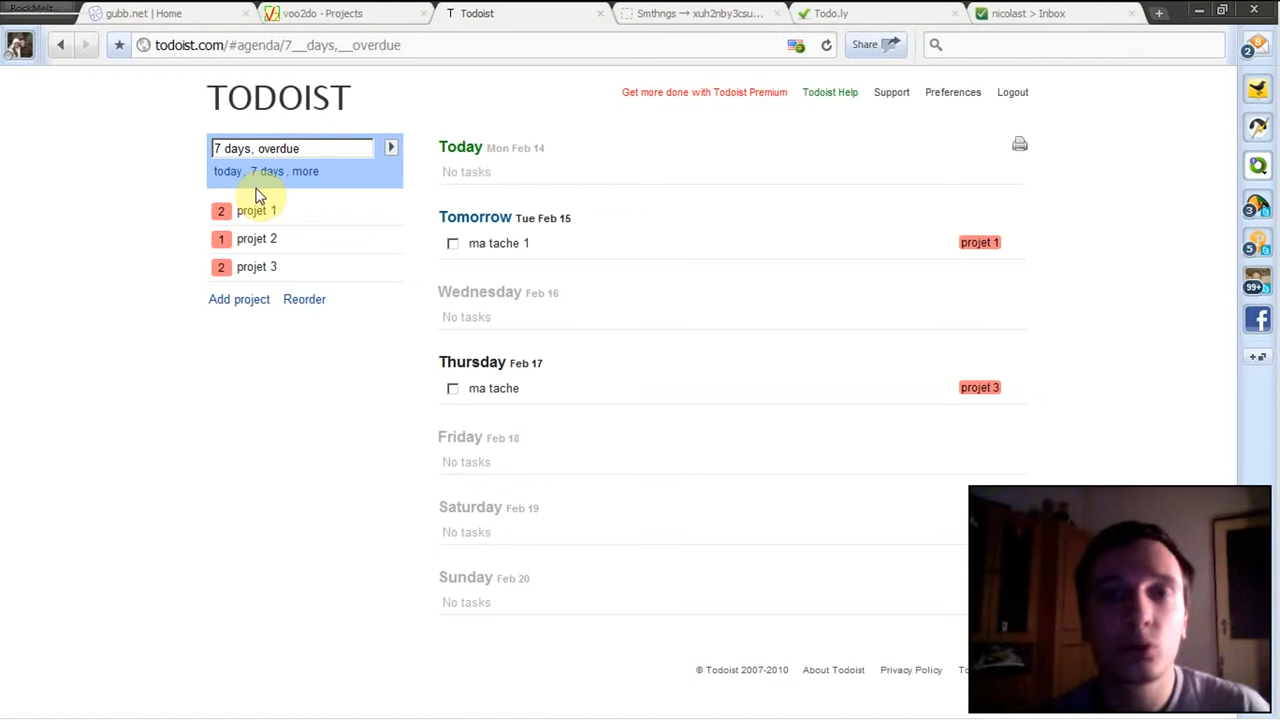 RockMelt
gubb.net | Home
voo2do - Projects
Todoist
Smthngs → xuh2nby3csu...
Todo.ly
nicolast > Inbox
todoist.com/#agenda/7__days,__overdue
Share
TODOIST
Get more done with Todoist Premium
Todoist Help
Support
Preferences
Logout
7 days, overdue
today, 7 days, more
2 projet 1
1 projet 2
2 projet 3
Add project Reorder
Today Mon Feb 14
No tasks
Tomorrow Tue Feb 15
ma tache 1 projet 1
Wednesday Feb 16
No tasks
Thursday Feb 17
ma tache projet 3
Friday Feb 18
No tasks
Saturday Feb 19
No tasks
Sunday Feb 20
No tasks
© Todoist 2007-2010 About Todoist Privacy Policy
2
3
5
99+